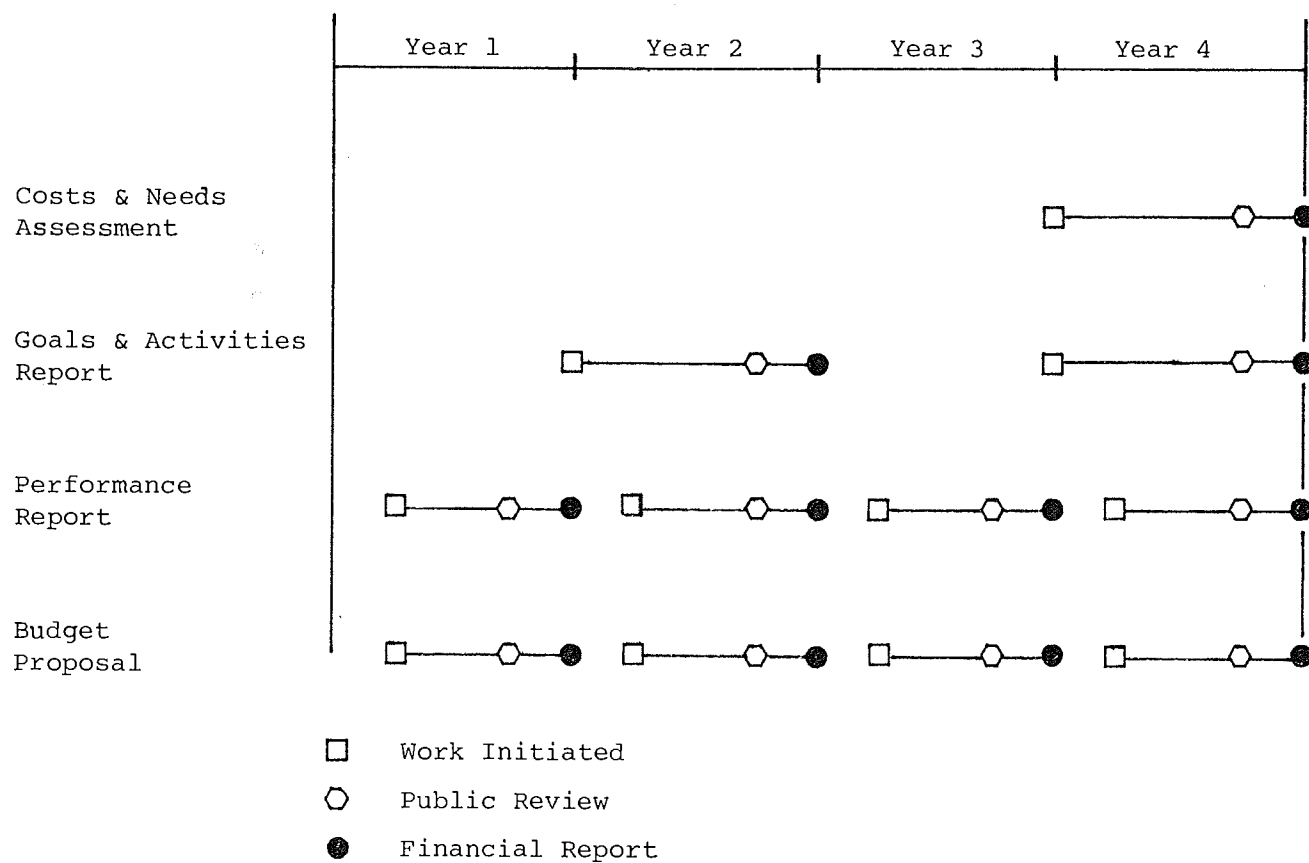 Year 1 Year 2 Year 3 Year 4
Costs & Needs
Assessment
Goals & Activities
Report
Performance
Report
Budget
Proposal
Work Initiated
Public Review
Financial Report